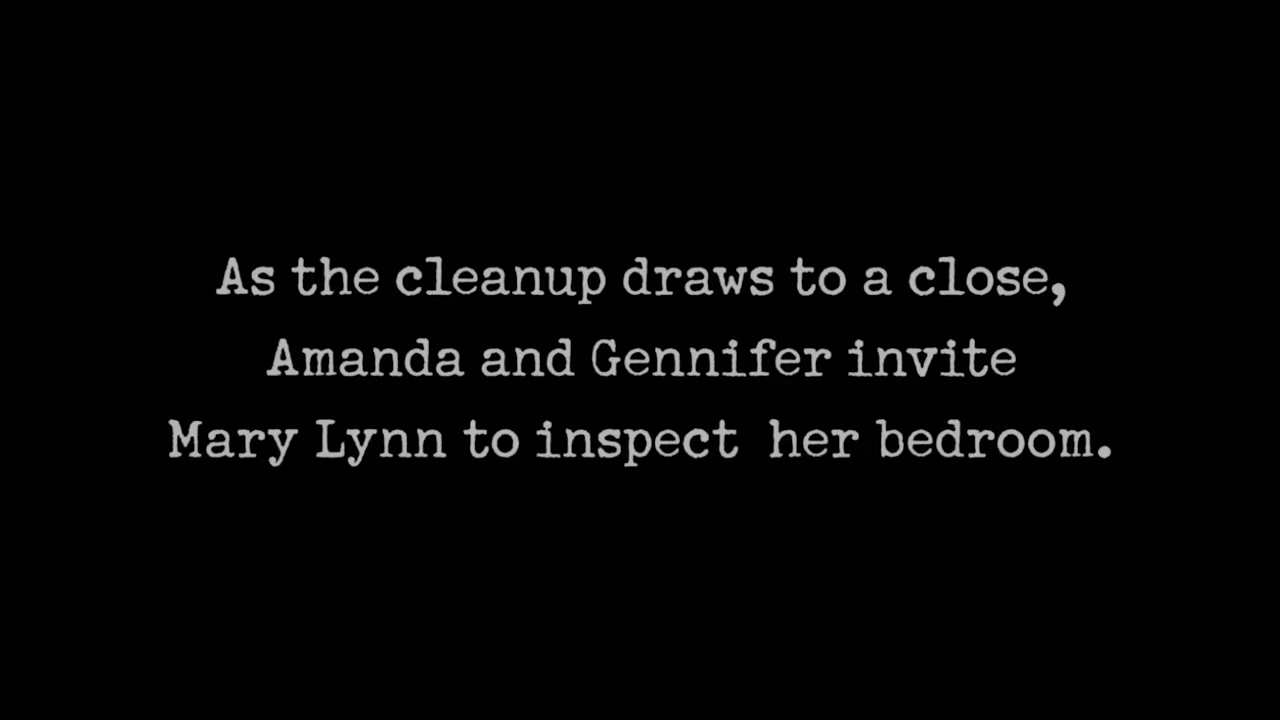 As the cleanup draws to a close,
Amanda and Gennifer invite
Mary Lynn to inspect  her bedroom.